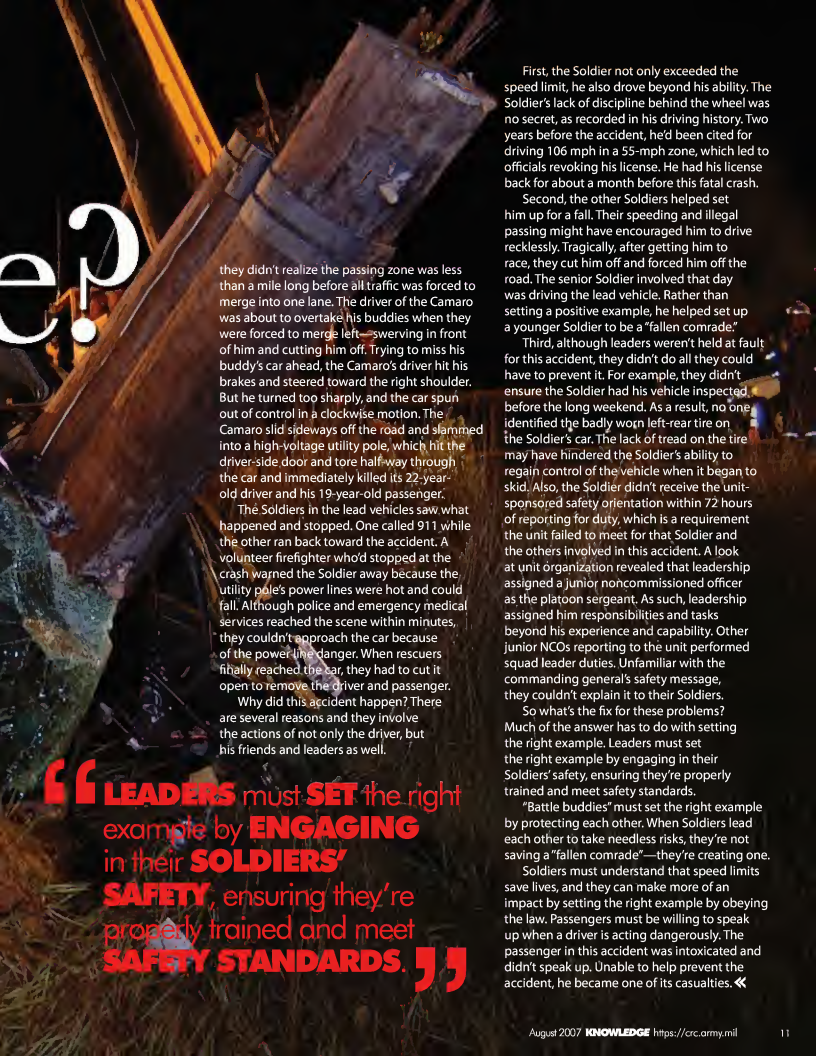 e?
they didn’t realize the passing zone was less
than a mile long before all traffic was forced to
merge into one lane. The driver of the Camaro
was about to overtake his buddies when they
were forced to merge left—swerving in front
of him and cutting him off. Trying to miss his
buddy’s car ahead, the Camaro’s driver hit his
brakes and steered toward the right shoulder.
But he turned too sharply, and the car spun
out of control in a clockwise motion. The
Camaro slid sideways off the road and slammed
into a high-voltage utility pole, which hit the
driver-side door and tore half-way through
the car and immediately killed its 22-year-
old driver and his 19-year-old passenger.
The Soldiers in the lead vehicles saw what
happened and stopped. One called 911 while
the other ran back toward the accident. A
volunteer firefighter who’d stopped at the
crash warned the Soldier away because the
utility pole’s power lines were hot and could
fall. Although police and emergency medical
services reached the scene within minutes,
they couldn’t approach the car because
of the power line danger. When rescuers
finally reached the car, they had to cut it
open to remove the driver and passenger.
Why did this accident happen? There
are several reasons and they involve
the actions of not only the driver, but
his friends and leaders as well.
“LEADERS must SET the right
example by ENGAGING
in their SOLDIERS’
SAFETY, ensuring they’re
properly trained and meet
SAFETY STANDARDS.”
First, the Soldier not only exceeded the
speed limit, he also drove beyond his ability. The
Soldier’s lack of discipline behind the wheel was
no secret, as recorded in his driving history. Two
years before the accident, he’d been cited for
driving 106 mph in a 55-mph zone, which led to
officials revoking his license. He had his license
back for about a month before this fatal crash.
Second, the other Soldiers helped set
him up for a fall. Their speeding and illegal
passing might have encouraged him to drive
recklessly. Tragically, after getting him to
race, they cut him off and forced him off the
road. The senior Soldier involved that day
was driving the lead vehicle. Rather than
setting a positive example, he helped set up
a younger Soldier to be a “fallen comrade.”
Third, although leaders weren’t held at fault
for this accident, they didn’t do all they could
have to prevent it. For example, they didn’t
ensure the Soldier had his vehicle inspected
before the long weekend. As a result, no one
identified the badly worn left-rear tire on
the Soldier’s car. The lack of tread on the tire
may have hindered the Soldier’s ability to
regain control of the vehicle when it began to
skid. Also, the Soldier didn’t receive the unit-
sponsored safety orientation within 72 hours
of reporting for duty, which is a requirement
the unit failed to meet for that Soldier and
the others involved in this accident. A look
at unit organization revealed that leadership
assigned a junior noncommissioned officer
as the platoon sergeant. As such, leadership
assigned him responsibilities and tasks
beyond his experience and capability. Other
junior NCOs reporting to the unit performed
squad leader duties. Unfamiliar with the
commanding general’s safety message,
they couldn’t explain it to their Soldiers.
So what’s the fix for these problems?
Much of the answer has to do with setting
the right example. Leaders must set
the right example by engaging in their
Soldiers’ safety, ensuring they’re properly
trained and meet safety standards.
“Battle buddies” must set the right example
by protecting each other. When Soldiers lead
each other to take needless risks, they’re not
saving a “fallen comrade”—they’re creating one.
Soldiers must understand that speed limits
save lives, and they can make more of an
impact by setting the right example by obeying
the law. Passengers must be willing to speak
up when a driver is acting dangerously. The
passenger in this accident was intoxicated and
didn’t speak up. Unable to help prevent the
accident, he became one of its casualties. «
August 2007 KNOWLEDGE https://crc.army.mil 11